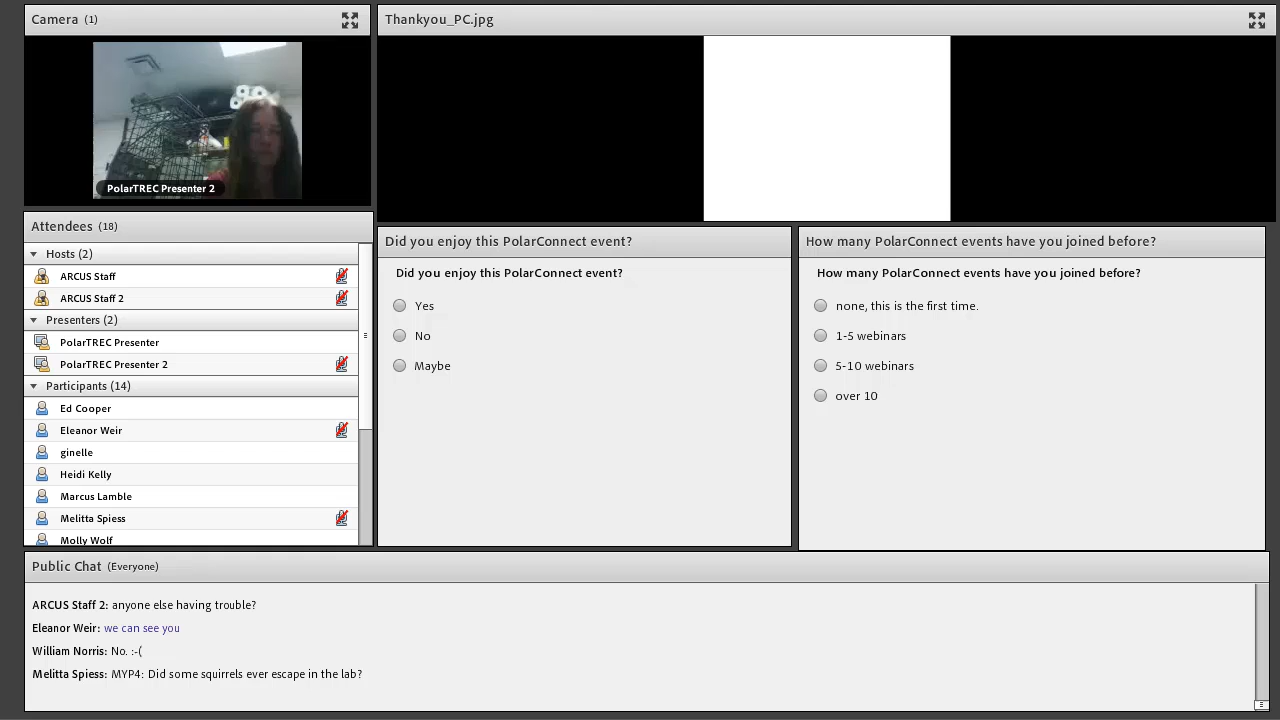 Camera (1)
PolarTREC Presenter 2
Thankyou_PC.jpg
Attendees (18)
Hosts (2)
ARCUS Staff
ARCUS Staff 2
Presenters (2)
PolarTREC Presenter
PolarTREC Presenter 2
Participants (14)
Ed Cooper
Eleanor Weir
ginelle
Heidi Kelly
Marcus Lamble
Melitta Spiess
Molly Wolf
Did you enjoy this PolarConnect event?
Did you enjoy this PolarConnect event?
Yes
No
Maybe
How many PolarConnect events have you joined before?
How many PolarConnect events have you joined before?
none, this is the first time.
1-5 webinars
5-10 webinars
over 10
Public Chat (Everyone)
ARCUS Staff 2: anyone else having trouble?
Eleanor Weir: we can see you
William Norris: No. :-(
Melitta Spiess: MYP4: Did some squirrels ever escape in the lab?